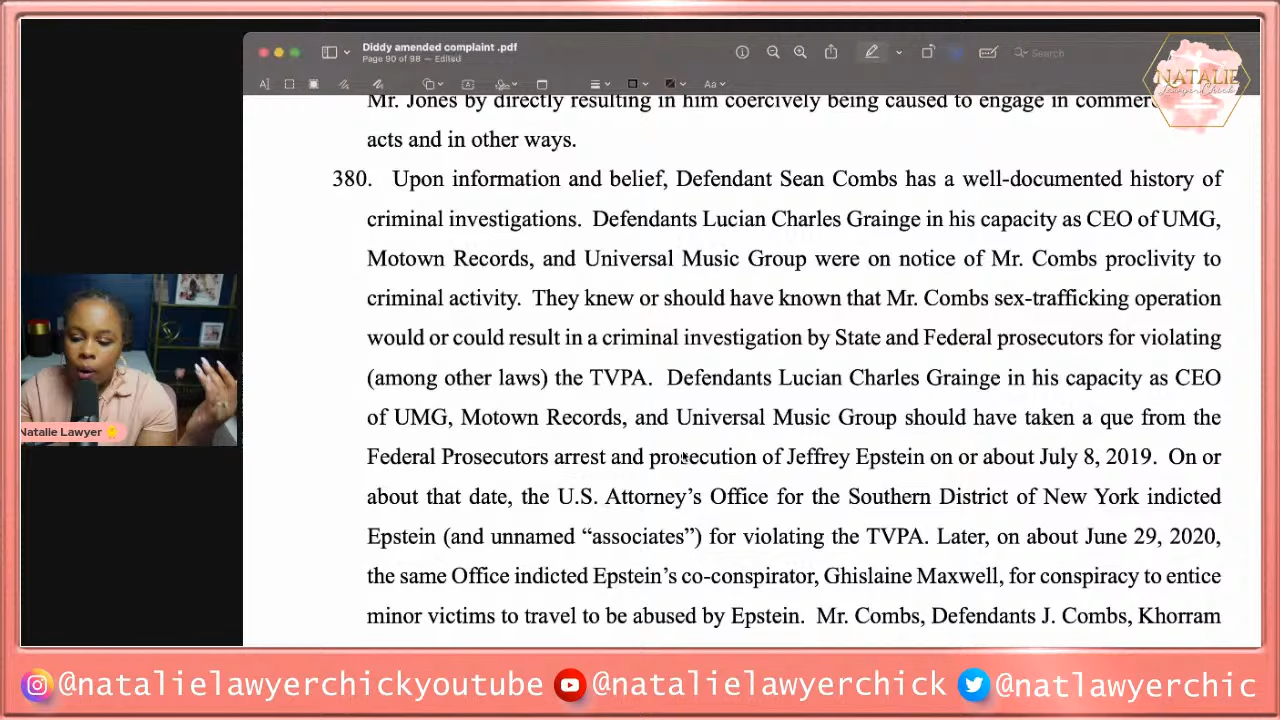 Diddy amended complaint .pdf
Page 90 of 98 — Edited
Search
NATALIE
LawyerChick
Mr. Jones by directly resulting in him coercively being caused to engage in
acts and in other ways.
380. Upon information and belief, Defendant Sean Combs has a well-documented history of
criminal investigations. Defendants Lucian Charles Grainge in his capacity as CEO of UMG,
Motown Records, and Universal Music Group were on notice of Mr. Combs proclivity to
criminal activity. They knew or should have known that Mr. Combs sex-trafficking operation
would or could result in a criminal investigation by State and Federal prosecutors for violating
(among other laws) the TVPA. Defendants Lucian Charles Grainge in his capacity as CEO
of UMG, Motown Records, and Universal Music Group should have taken a que from the
Federal Prosecutors arrest and prosecution of Jeffrey Epstein on or about July 8, 2019. On or
about that date, the U.S. Attorney’s Office for the Southern District of New York indicted
Epstein (and unnamed “associates”) for violating the TVPA. Later, on about June 29, 2020,
the same Office indicted Epstein’s co-conspirator, Ghislaine Maxwell, for conspiracy to entice
minor victims to travel to be abused by Epstein. Mr. Combs, Defendants J. Combs, Khorram
Natalie Lawyer
@natalielawyerchickyoutube
@natalielawyerchick
@natlawyerchic